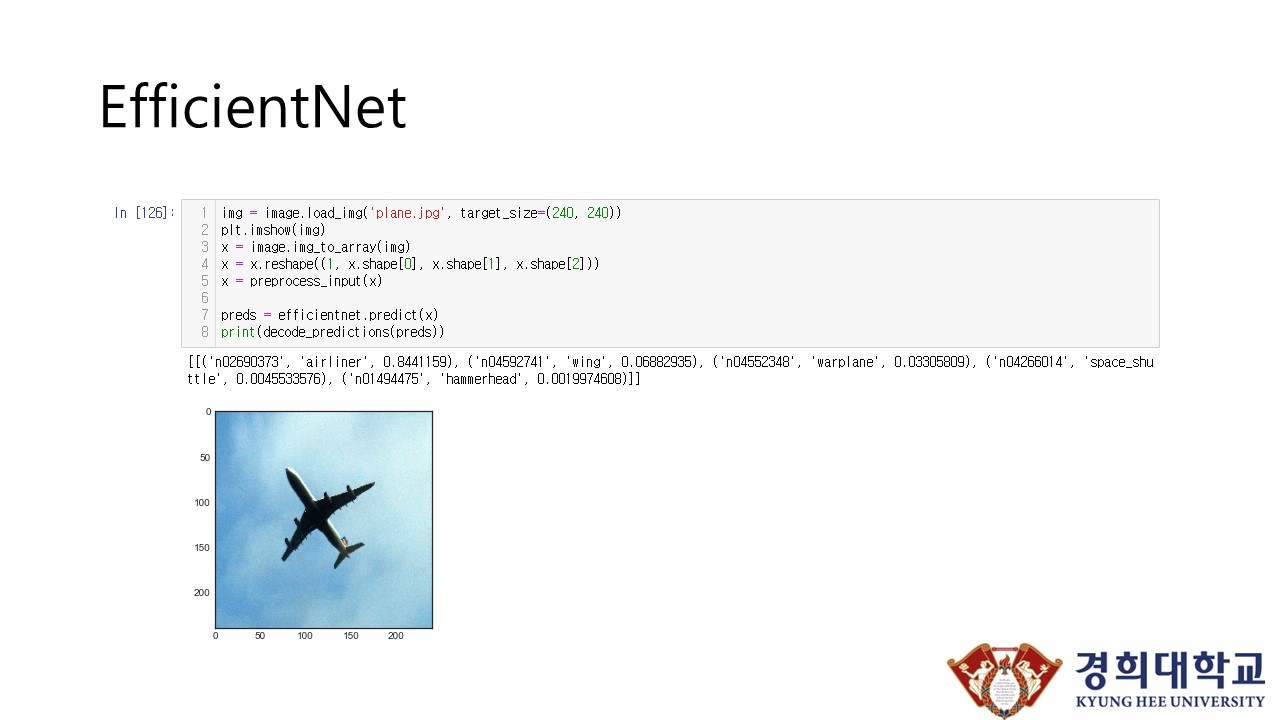 EfficientNet
In [126]:
1 img = image.load_img('plane.jpg', target_size=(240, 240))
2 plt.imshow(img)
3 x = image.img_to_array(img)
4 x = x.reshape((1, x.shape[0], x.shape[1], x.shape[2]))
5 x = preprocess_input(x)
6
7 preds = efficientnet.predict(x)
8 print(decode_predictions(preds))
[[('n02690373', 'airliner', 0.8441159), ('n04592741', 'wing', 0.06882935), ('n04552348', 'warplane', 0.03305809), ('n04266014', 'space_shu
ttle', 0.0045533576), ('n01494475', 'hammerhead', 0.0019974608)]]
0
50
100
150
200
0 50 100 150 200
경희대학교
KYUNG HEE UNIVERSITY